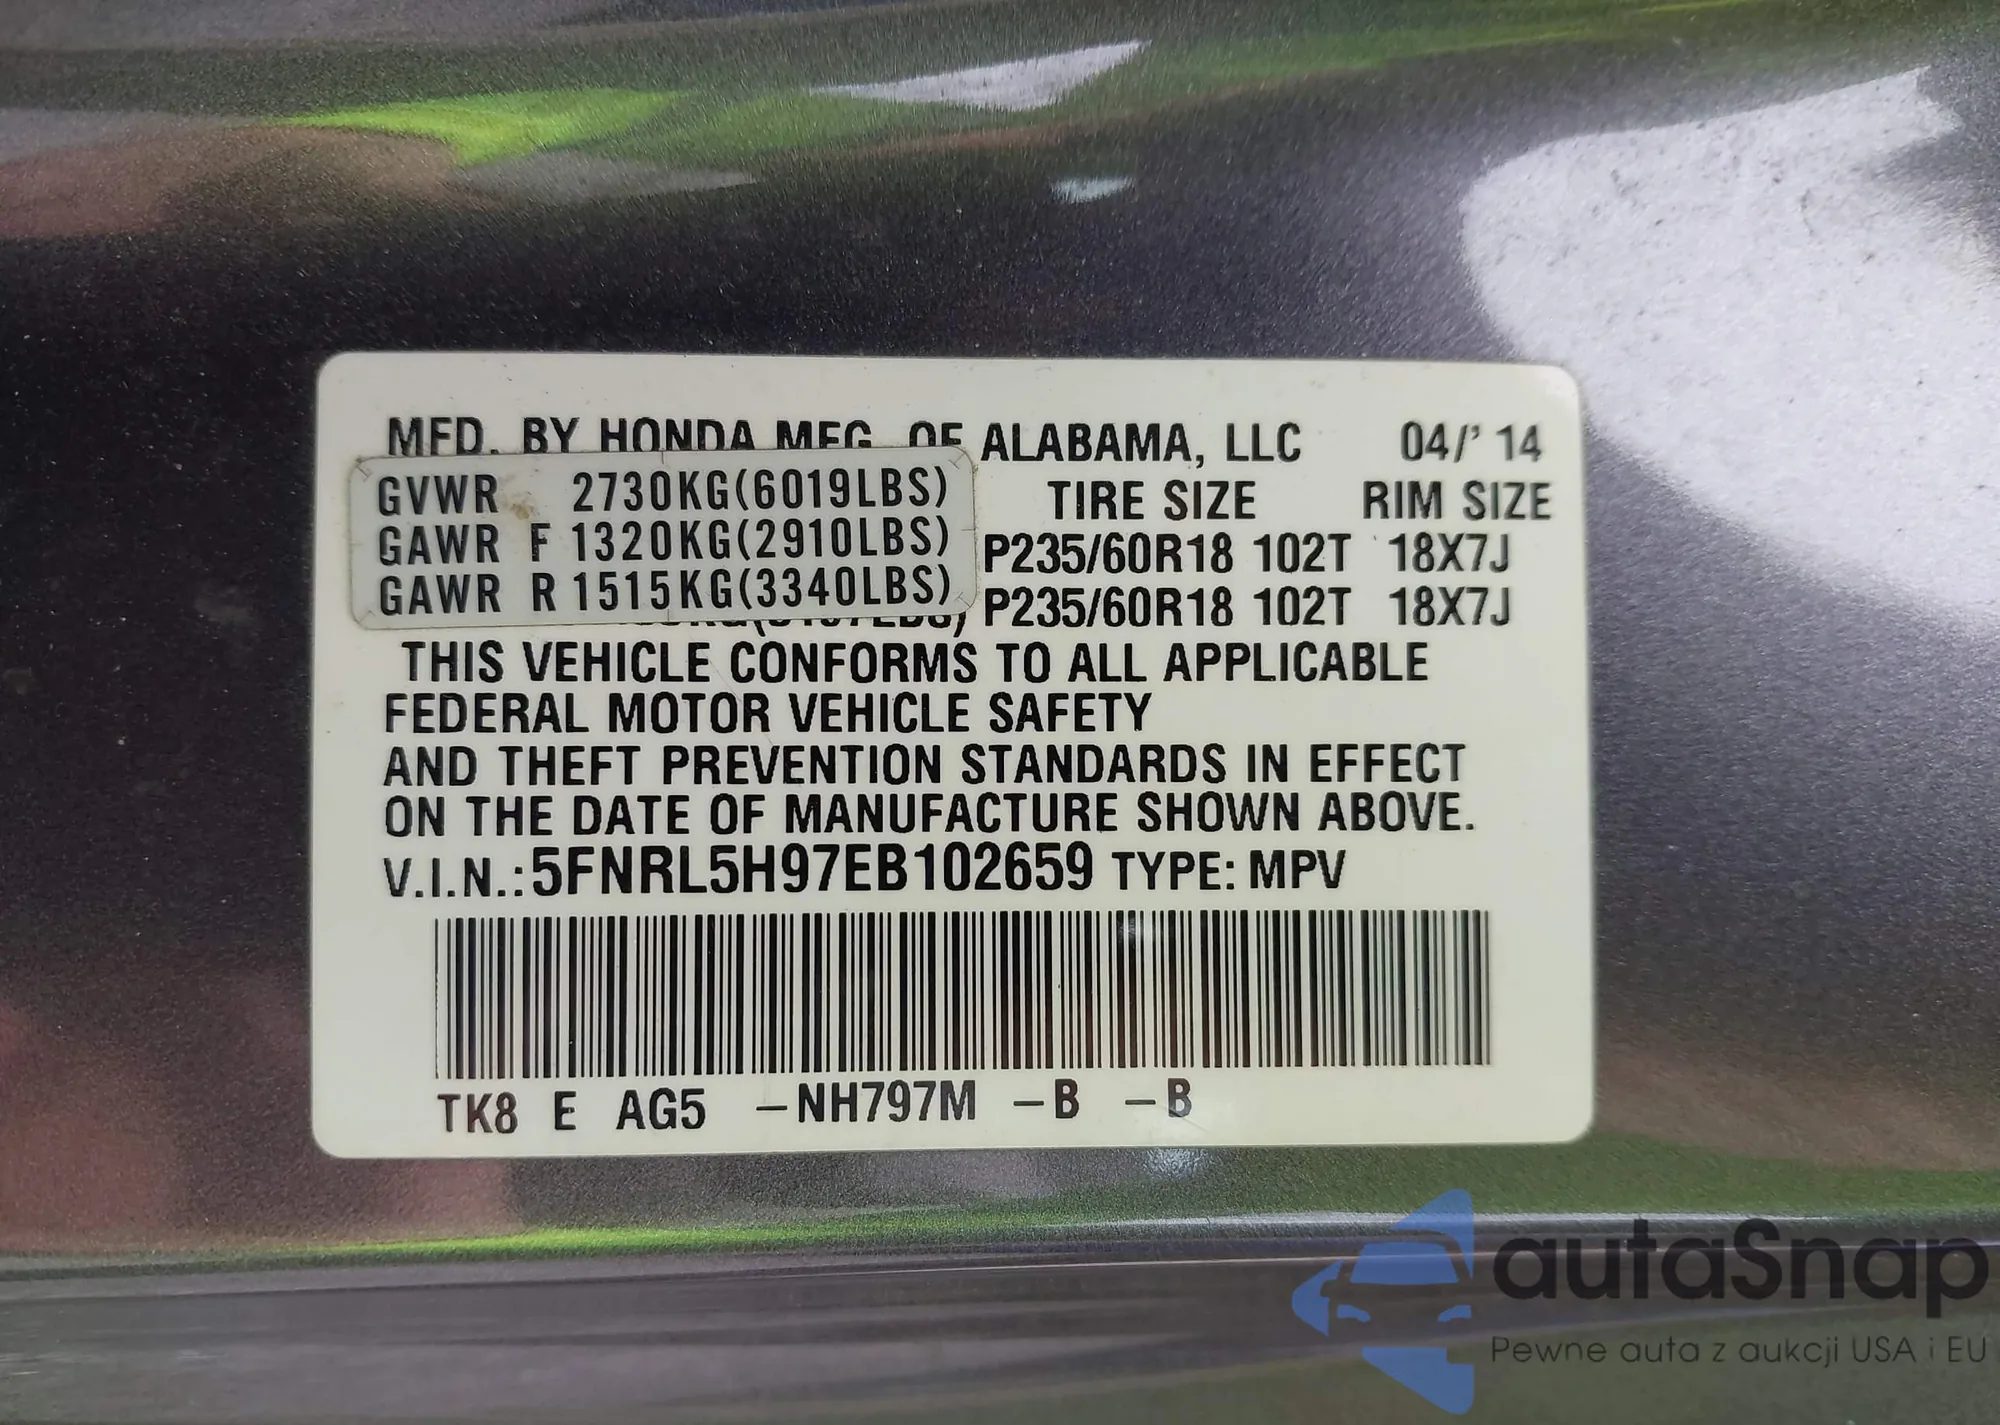 MFD. BY HONDA MFG. OF ALABAMA, LLC 04/' 14
GVWR 2730KG(6019LBS) TIRE SIZE RIM SIZE
GAWR F 1320KG(2910LBS) P235/60R18 102T 18X7J
GAWR R 1515KG(3340LBS) P235/60R18 102T 18X7J
THIS VEHICLE CONFORMS TO ALL APPLICABLE
FEDERAL MOTOR VEHICLE SAFETY
AND THEFT PREVENTION STANDARDS IN EFFECT
ON THE DATE OF MANUFACTURE SHOWN ABOVE.
V.I.N.: 5FNRL5H97EB102659 TYPE: MPV
TK8 E AG5 –NH797M –B –B
autaSnap
Pewne auta z aukcji USA i EU